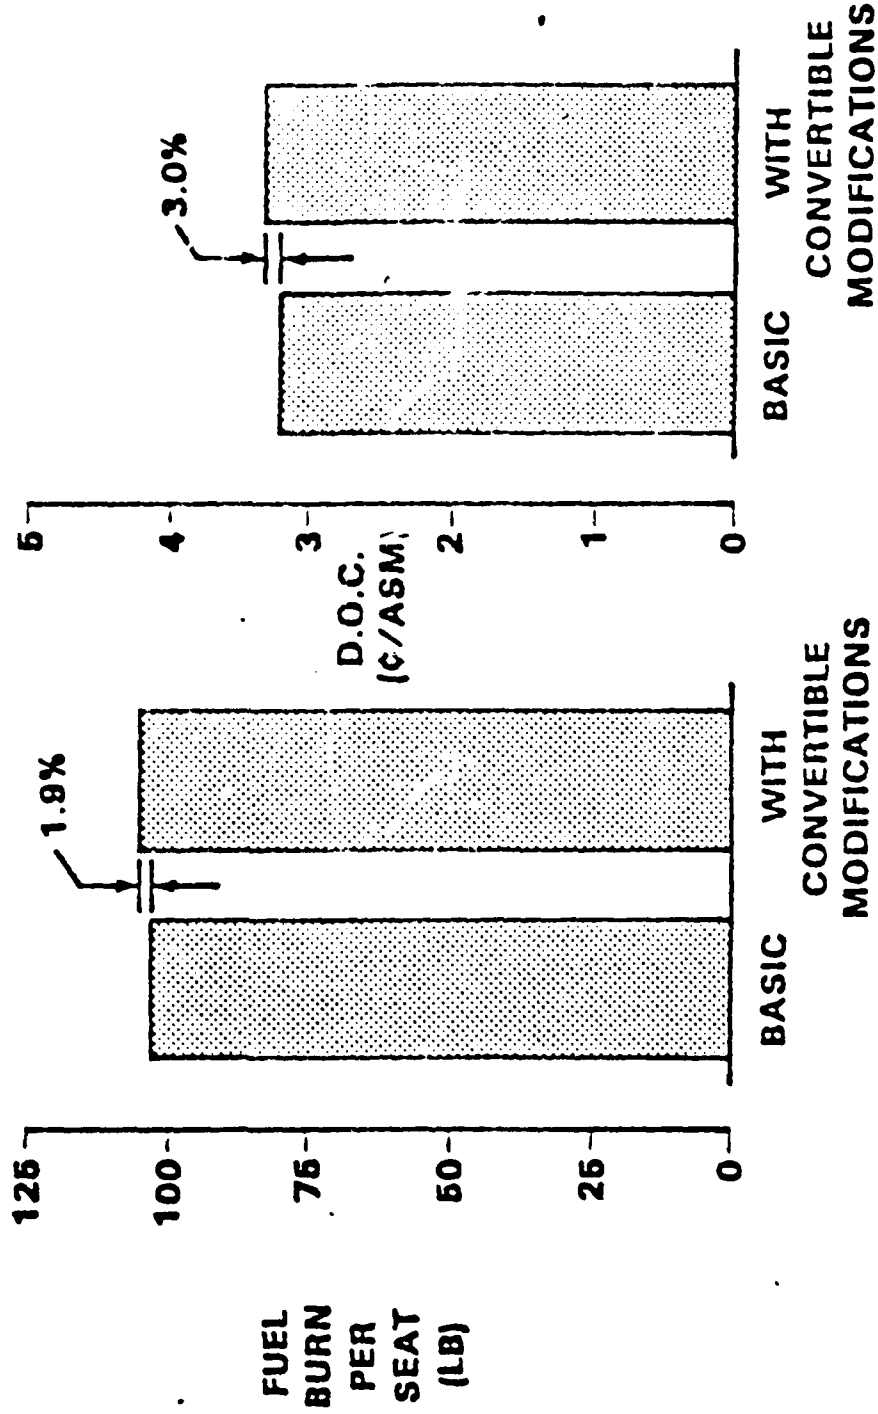 FUEL
BURN
PER
SEAT
(LB)
125
100
75
50
25
0
1.9%
BASIC
WITH
CONVERTIBLE
MODIFICATIONS
D.O.C.
(¢/ASM)
5
4
3
2
1
0
3.0%
BASIC
WITH
CONVERTIBLE
MODIFICATIONS